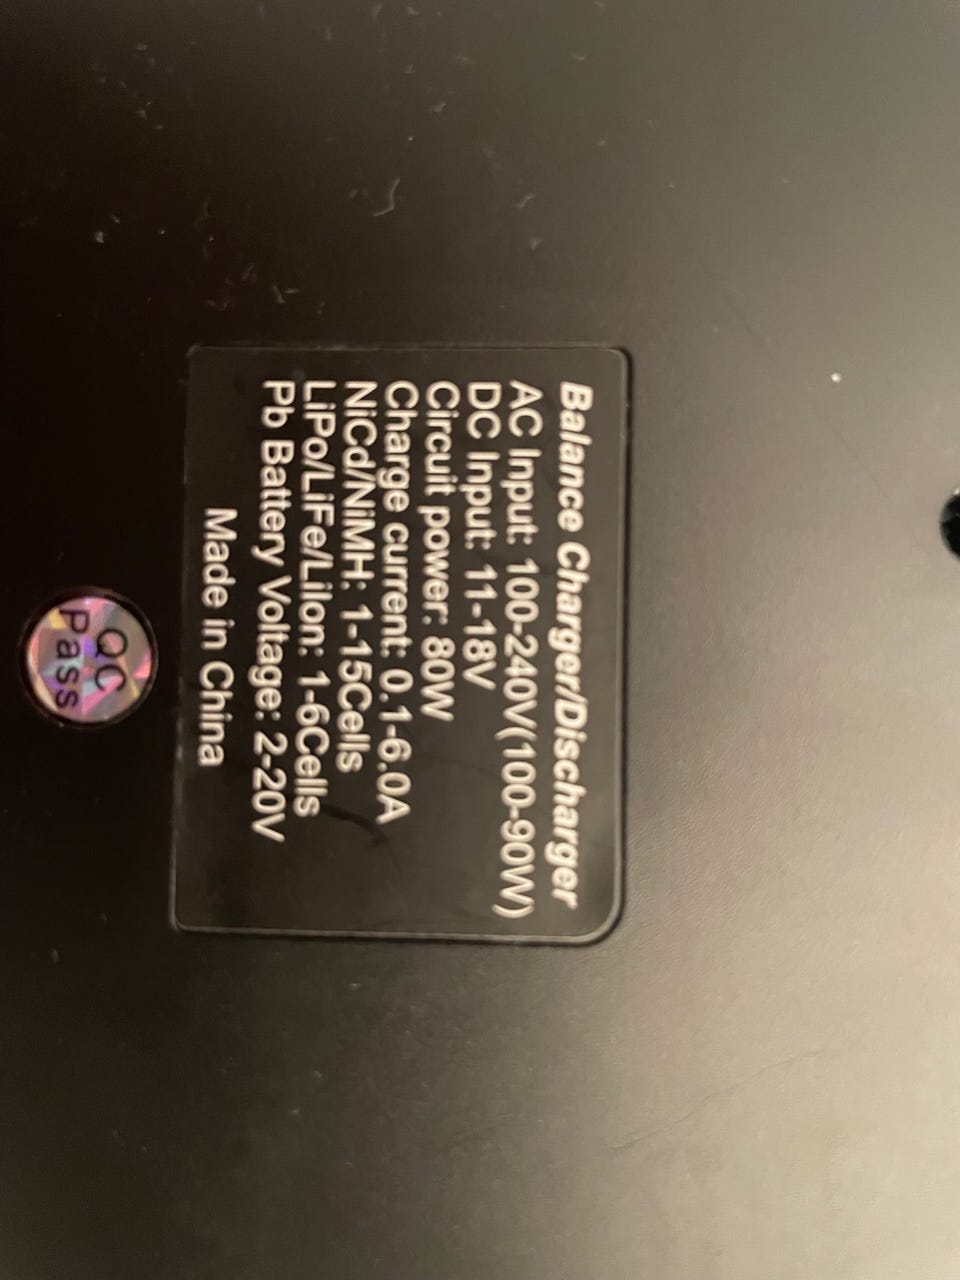 Balance Charger/Discharger
AC Input: 100-240V(100-90W)
DC Input: 11-18V
Circuit power: 80W
Charge current: 0.1-6.0A
NiCd/NiMH: 1-15Cells
LiPo/LiFe/LiIon: 1-6Cells
Pb Battery Voltage: 2-20V
Made in China
QC
Pass